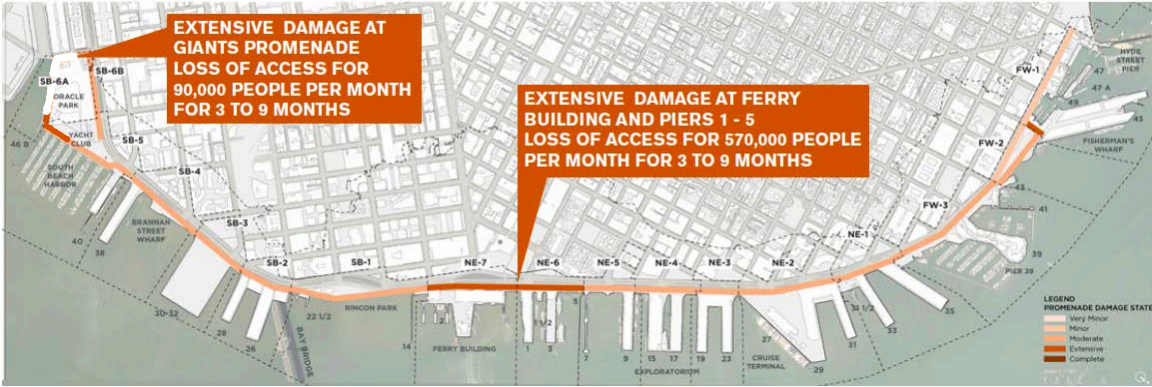 EXTENSIVE DAMAGE AT
GIANTS PROMENADE
LOSS OF ACCESS FOR
90,000 PEOPLE PER MONTH
FOR 3 TO 9 MONTHS
EXTENSIVE DAMAGE AT FERRY
BUILDING AND PIERS 1 - 5
LOSS OF ACCESS FOR 570,000 PEOPLE
PER MONTH FOR 3 TO 9 MONTHS
SB-6A
SB-6B
ORACLE
PARK
YACHT
CLUB
46 B
SOUTH
BEACH
HARBOR
SB-5
SB-4
SB-3
SB-2
SB-1
NE-7
NE-6
NE-5
NE-4
NE-3
NE-2
NE-1
FW-3
FW-2
FW-1
40
38
BRANNAN
STREET
WHARF
30-32
28
26
BAY BRIDGE
22 1/2
RINCON PARK
14
2
FERRY BUILDING
1 1/2
1
3
5
9
15
17
19
23
EXPLORATORIUM
27
CRUISE
TERMINAL
29
31
31 1/2
33
35
PIER 39
39
41
43
45
FISHERMAN'S
WHARF
49
47 A
47
HYDE
STREET
PIER
LEGEND
PROMENADE DAMAGE STATE
Very Minor
Minor
Moderate
Extensive
Complete